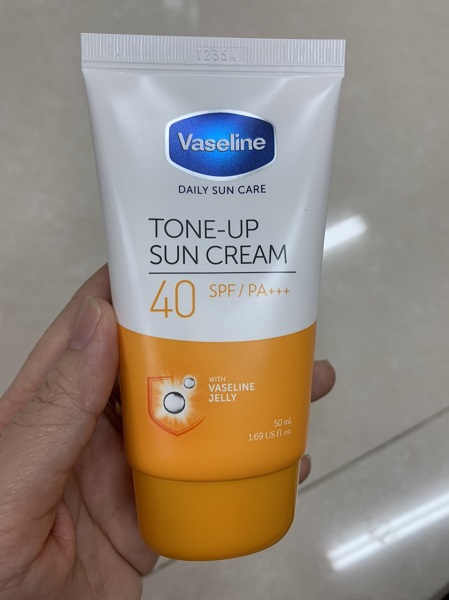 Vaseline
DAILY SUN CARE
TONE-UP
SUN CREAM
40 SPF / PA+++
WITH
VASELINE
JELLY
50 ml
1.69 US fl. oz.